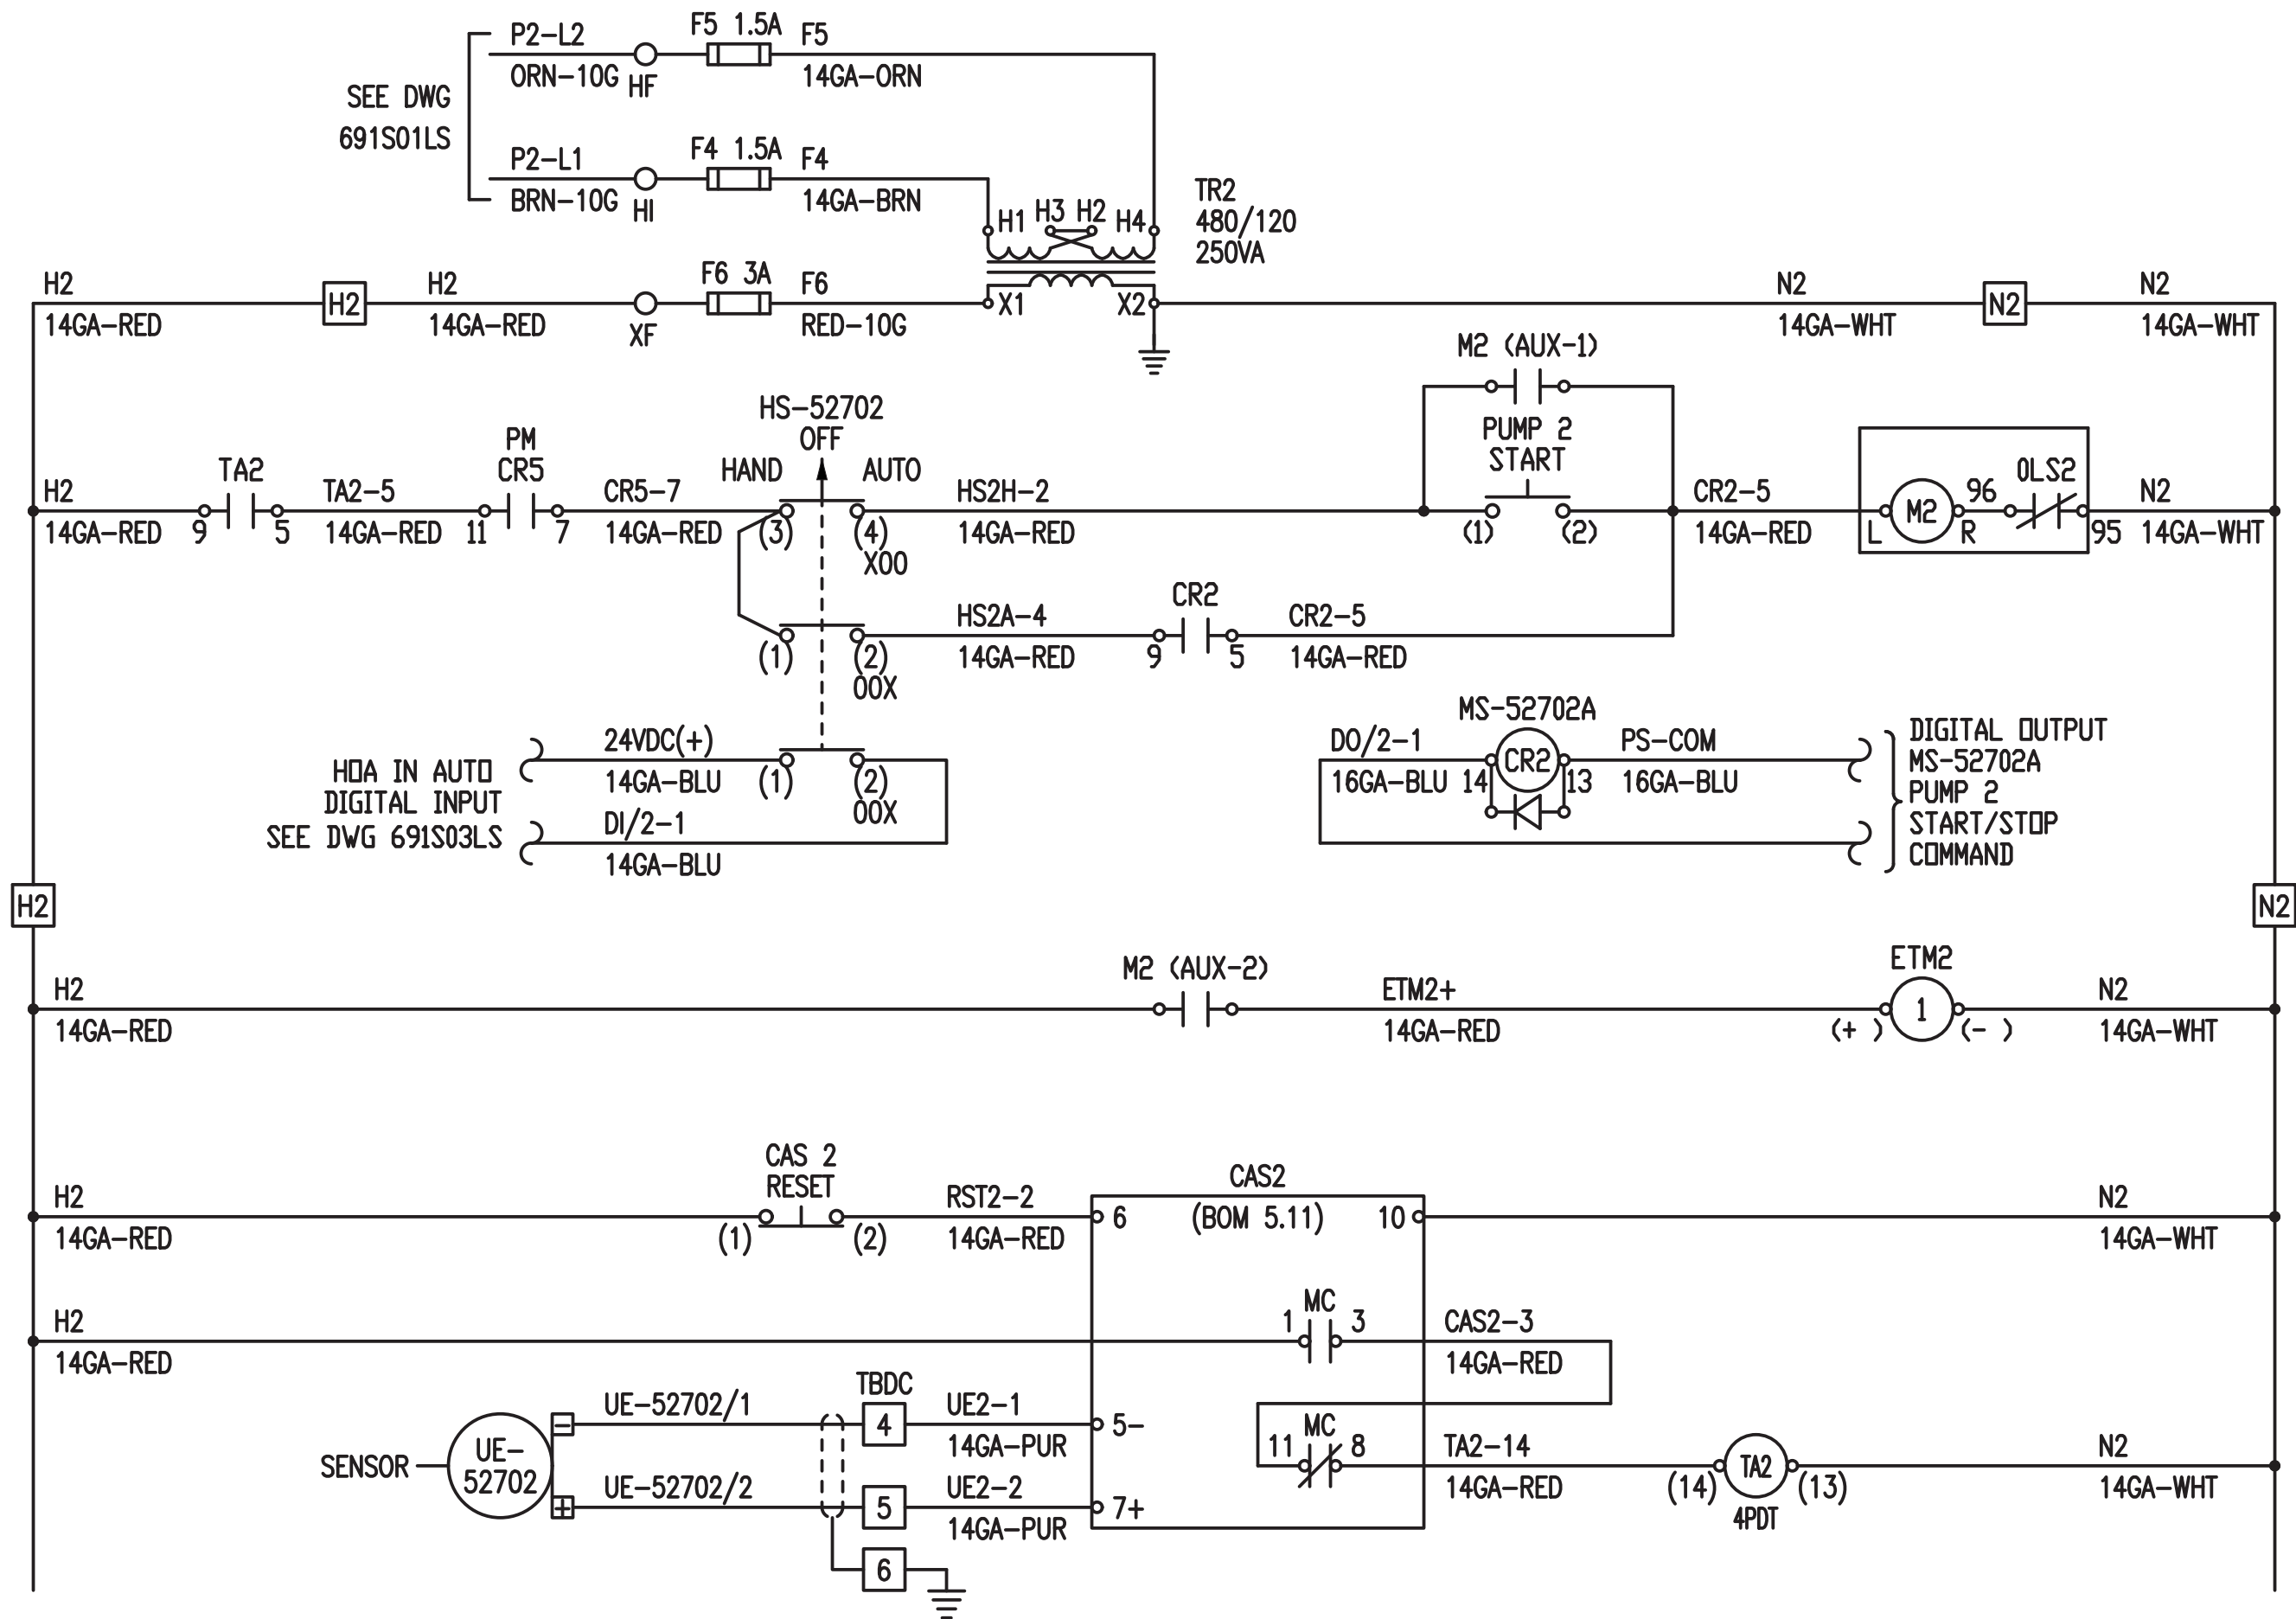 P2-L2
F5 1.5A
F5
ORN-10G
HF
14GA-ORN
SEE DWG
691S01LS
P2-L1
F4 1.5A
F4
BRN-10G
HI
14GA-BRN
TR2
480/120
250VA
H1 H3 H2 H4
H2
14GA-RED
H2
H2
14GA-RED
XF
F6 3A
F6
RED-10G
X1
X2
N2
14GA-WHT
N2
N2
14GA-WHT
M2 (AUX-1)
PUMP 2
START
HS-52702
OFF
HAND
AUTO
H2
14GA-RED
TA2
9
5
TA2-5
14GA-RED
PM
CR5
11
7
CR5-7
14GA-RED
(3)
(4)
X00
HS2H-2
14GA-RED
(1)
(2)
CR2-5
14GA-RED
L
M2
R
96
OLS2
95
N2
14GA-WHT
(1)
(2)
00X
HS2A-4
14GA-RED
CR2
9
5
CR2-5
14GA-RED
HOA IN AUTO
DIGITAL INPUT
SEE DWG 691S03LS
24VDC(+)
14GA-BLU
(1)
(2)
00X
DI/2-1
14GA-BLU
MS-52702A
DO/2-1
16GA-BLU
14
CR2
13
PS-COM
16GA-BLU
DIGITAL OUTPUT
MS-52702A
PUMP 2
START/STOP
COMMAND
H2
N2
H2
14GA-RED
M2 (AUX-2)
ETM2+
14GA-RED
ETM2
1
(+ )
(- )
N2
14GA-WHT
H2
14GA-RED
CAS 2
RESET
(1)
(2)
RST2-2
14GA-RED
CAS2
6
(BOM 5.11)
10
N2
14GA-WHT
H2
14GA-RED
MC
1
3
CAS2-3
14GA-RED
SENSOR
UE-
52702
-
+
UE-52702/1
UE-52702/2
TBDC
4
5
6
UE2-1
14GA-PUR
UE2-2
14GA-PUR
5-
7+
MC
11
8
TA2-14
14GA-RED
(14)
TA2
(13)
4PDT
N2
14GA-WHT